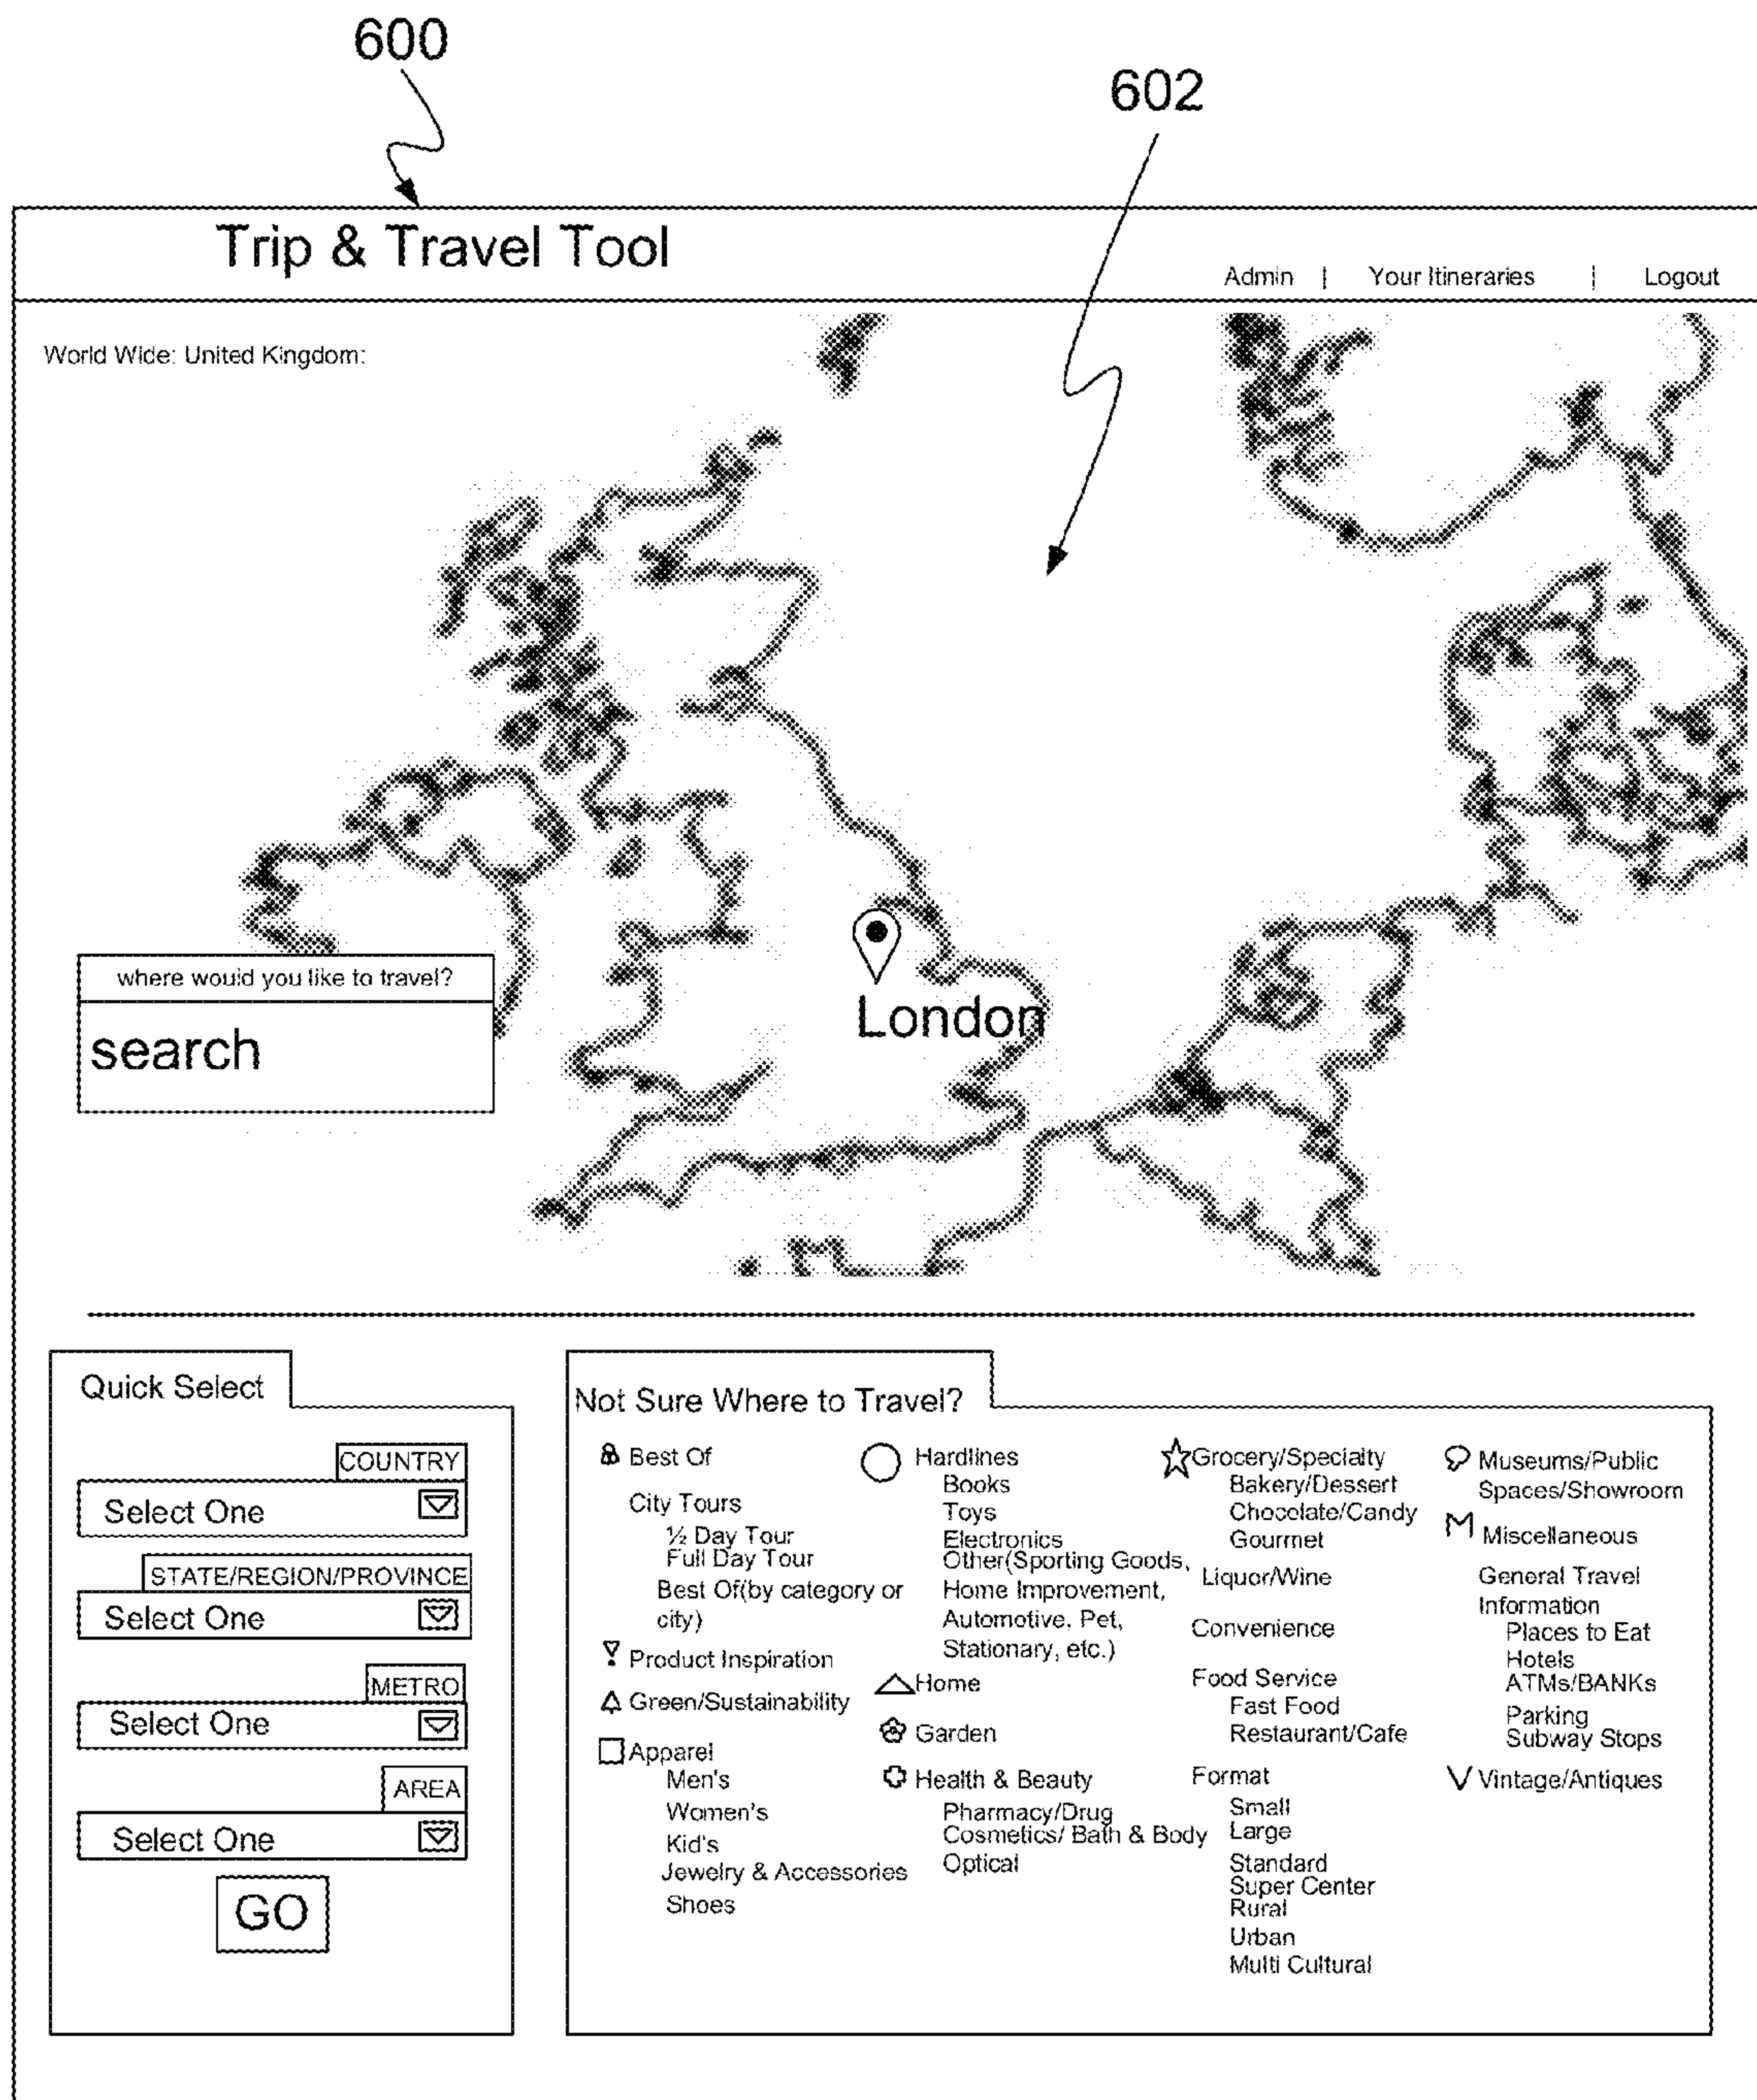 600
602
Trip & Travel Tool
Admin | Your Itineraries | Logout
World Wide: United Kingdom:
where would you like to travel?
search
London
Quick Select
COUNTRY
Select One
STATE/REGION/PROVINCE
Select One
METRO
Select One
AREA
Select One
GO
Not Sure Where to Travel?
Best Of
City Tours
½ Day Tour
Full Day Tour
Best Of(by category or
city)
Product Inspiration
Green/Sustainability
Apparel
Men's
Women's
Kid's
Jewelry & Accessories
Shoes
Hardlines
Books
Toys
Electronics
Other(Sporting Goods,
Home Improvement,
Automotive, Pet,
Stationary, etc.)
Home
Garden
Health & Beauty
Pharmacy/Drug
Cosmetics/ Bath & Body
Optical
Grocery/Specialty
Bakery/Dessert
Chocolate/Candy
Gourmet
Liquor/Wine
Convenience
Food Service
Fast Food
Restaurant/Cafe
Format
Small
Large
Standard
Super Center
Rural
Urban
Multi Cultural
Museums/Public
Spaces/Showroom
M Miscellaneous
General Travel
Information
Places to Eat
Hotels
ATMs/BANKs
Parking
Subway Stops
V Vintage/Antiques